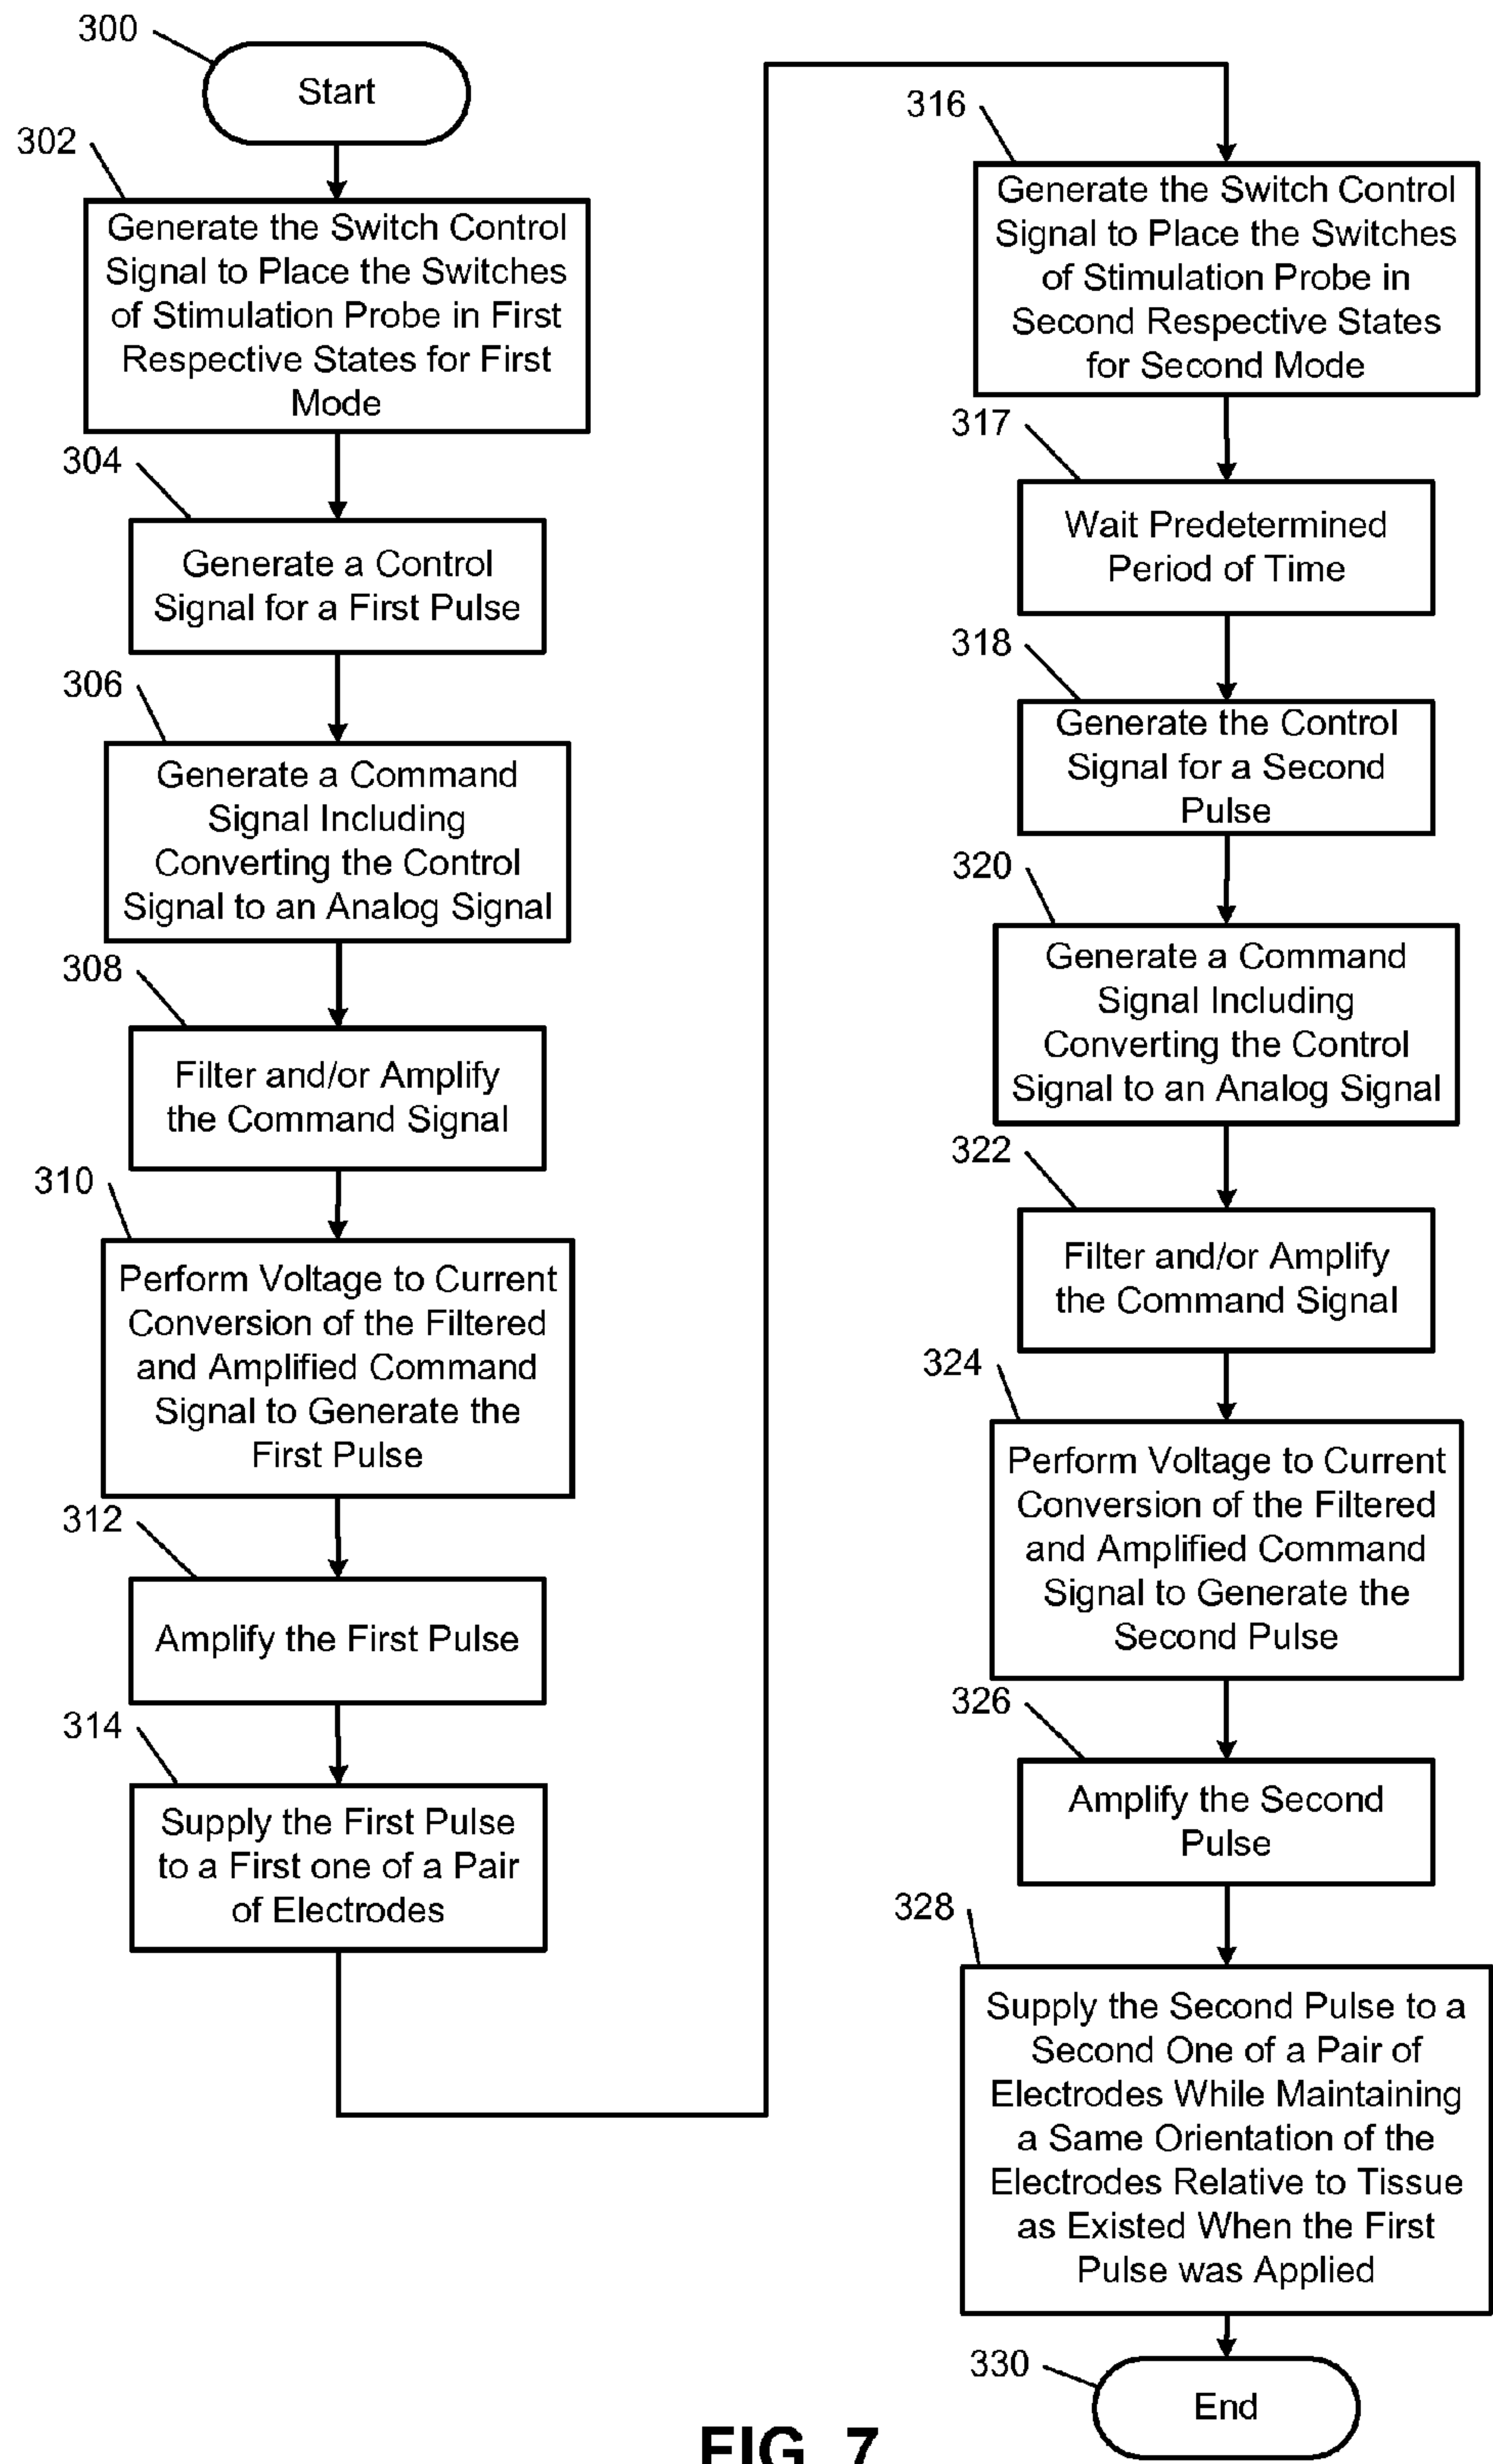 300
Start
302
Generate the Switch Control
Signal to Place the Switches
of Stimulation Probe in First
Respective States for First
Mode
304
Generate a Control
Signal for a First Pulse
306
Generate a Command
Signal Including
Converting the Control
Signal to an Analog Signal
308
Filter and/or Amplify
the Command Signal
310
Perform Voltage to Current
Conversion of the Filtered
and Amplified Command
Signal to Generate the
First Pulse
312
Amplify the First Pulse
314
Supply the First Pulse
to a First one of a Pair
of Electrodes
316
Generate the Switch Control
Signal to Place the Switches
of Stimulation Probe in
Second Respective States
for Second Mode
317
Wait Predetermined
Period of Time
318
Generate the Control
Signal for a Second
Pulse
320
Generate a Command
Signal Including
Converting the Control
Signal to an Analog Signal
322
Filter and/or Amplify
the Command Signal
324
Perform Voltage to Current
Conversion of the Filtered
and Amplified Command
Signal to Generate the
Second Pulse
326
Amplify the Second
Pulse
328
Supply the Second Pulse to a
Second One of a Pair of
Electrodes While Maintaining
a Same Orientation of the
Electrodes Relative to Tissue
as Existed When the First
Pulse was Applied
330
End
FIG. 7